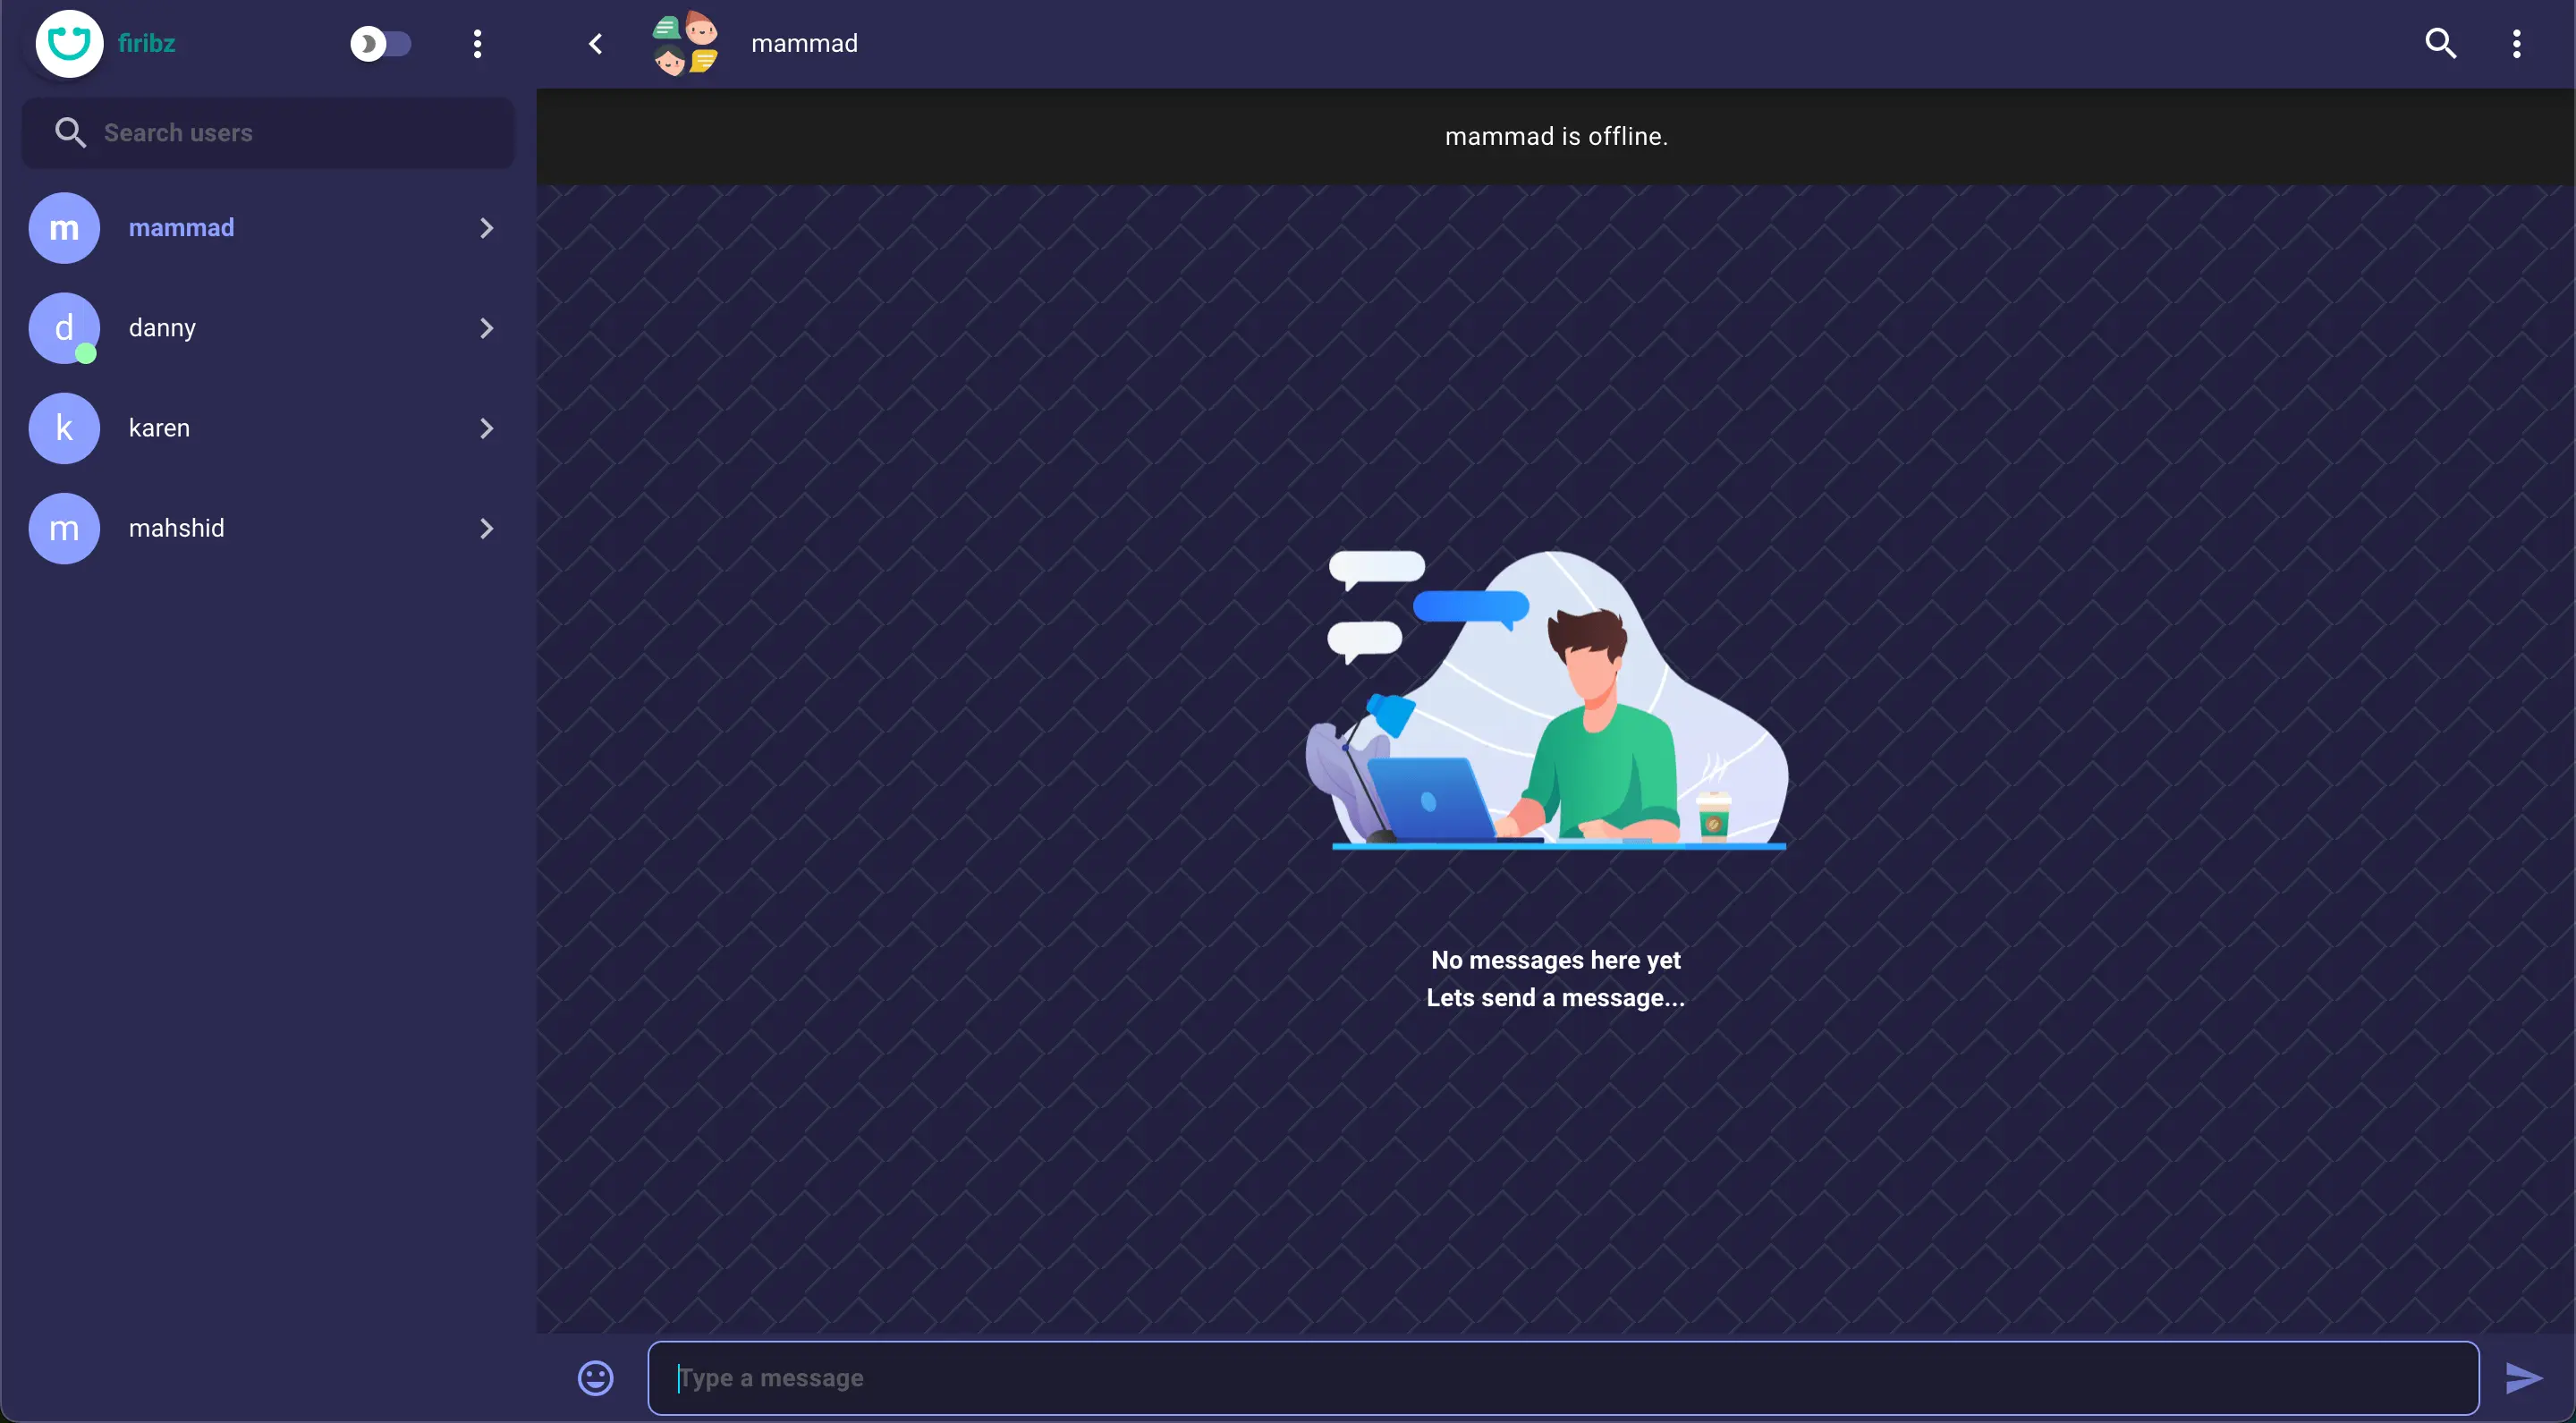 firibz
Search users
m
mammad
d
danny
k
karen
m
mahshid
mammad
mammad is offline.
No messages here yet
Lets send a message...
Type a message